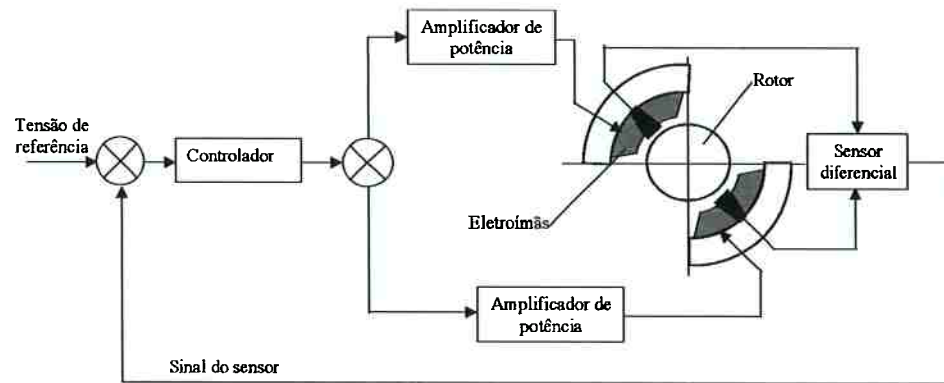 Amplificador de
potência
Rotor
Tensão de
referência
Controlador
Sensor
diferencial
Eletroímãs
Amplificador de
potência
Sinal do sensor